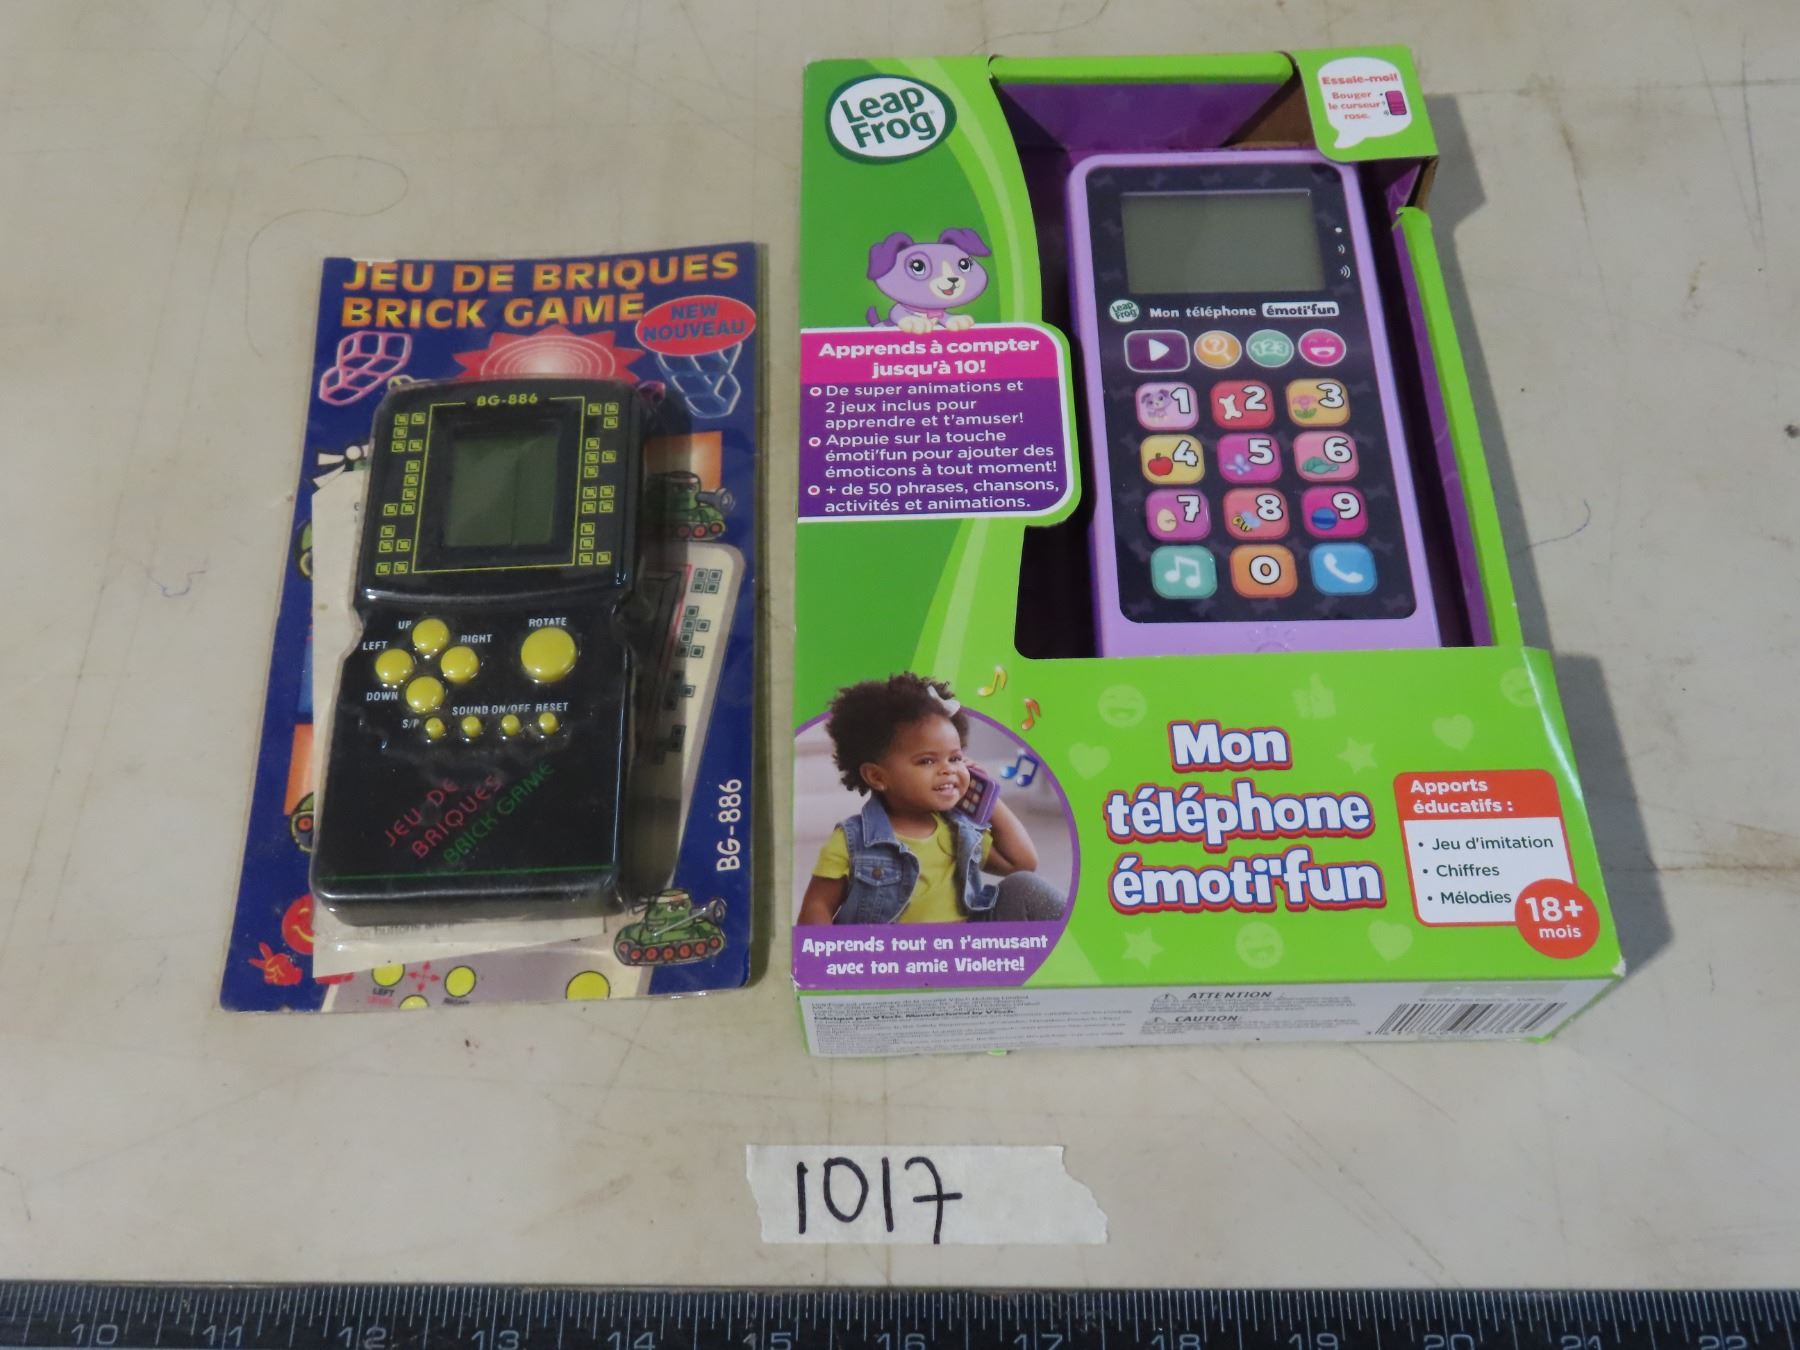 JEU DE BRIQUES
BRICK GAME
NEW
NOUVEAU
BG-886
UP
LEFT
RIGHT
DOWN
ROTATE
S/P
SOUND ON/OFF RESET
JEU DE
BRIQUES
BRICK GAME
BG-886
LEFT
Leap
Frog
Essaie-moi!
Bouger
le curseur
rose.
Leap
Frog
Mon téléphone émoti'fun
?
123
1
2
3
4
5
6
7
8
9
0
Apprends à compter
jusqu'à 10!
De super animations et
2 jeux inclus pour
apprendre et t'amuser!
Appuie sur la touche
émoti'fun pour ajouter des
émoticons à tout moment!
+ de 50 phrases, chansons,
activités et animations.
Mon
téléphone
émoti'fun
Apports
éducatifs :
• Jeu d'imitation
• Chiffres
• Mélodies
18+
mois
Apprends tout en t'amusant
avec ton amie Violette!
ATTENTION :
CAUTION:
1017
10 11 12 13 14 15 16 17 18 19 20 21 22